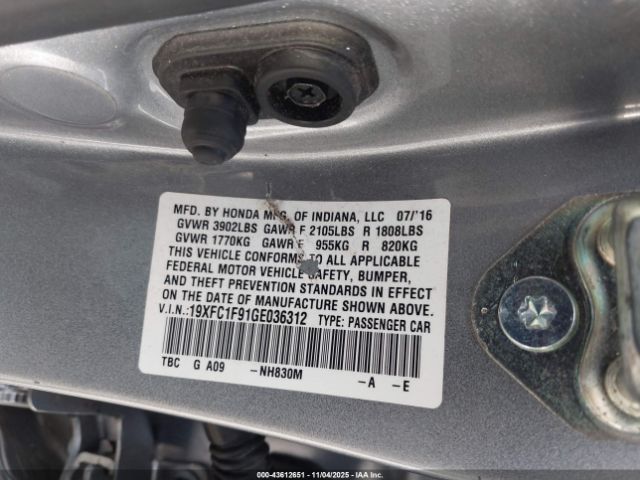 MFD. BY HONDA MFG. OF INDIANA, LLC 07/'16
GVWR 3902LBS GAWR F 2105LBS R 1808LBS
GVWR 1770KG GAWR F 955KG R 820KG
THIS VEHICLE CONFORMS TO ALL APPLICABLE
FEDERAL MOTOR VEHICLE SAFETY, BUMPER,
AND THEFT PREVENTION STANDARDS IN EFFECT
ON THE DATE OF MANUFACTURE SHOWN ABOVE.
V.I.N.: 19XFC1F91GE036312 TYPE: PASSENGER CAR
TBC G A09 -NH830M -A -E
000-43612651 - 11/04/2025 - IAA Inc.